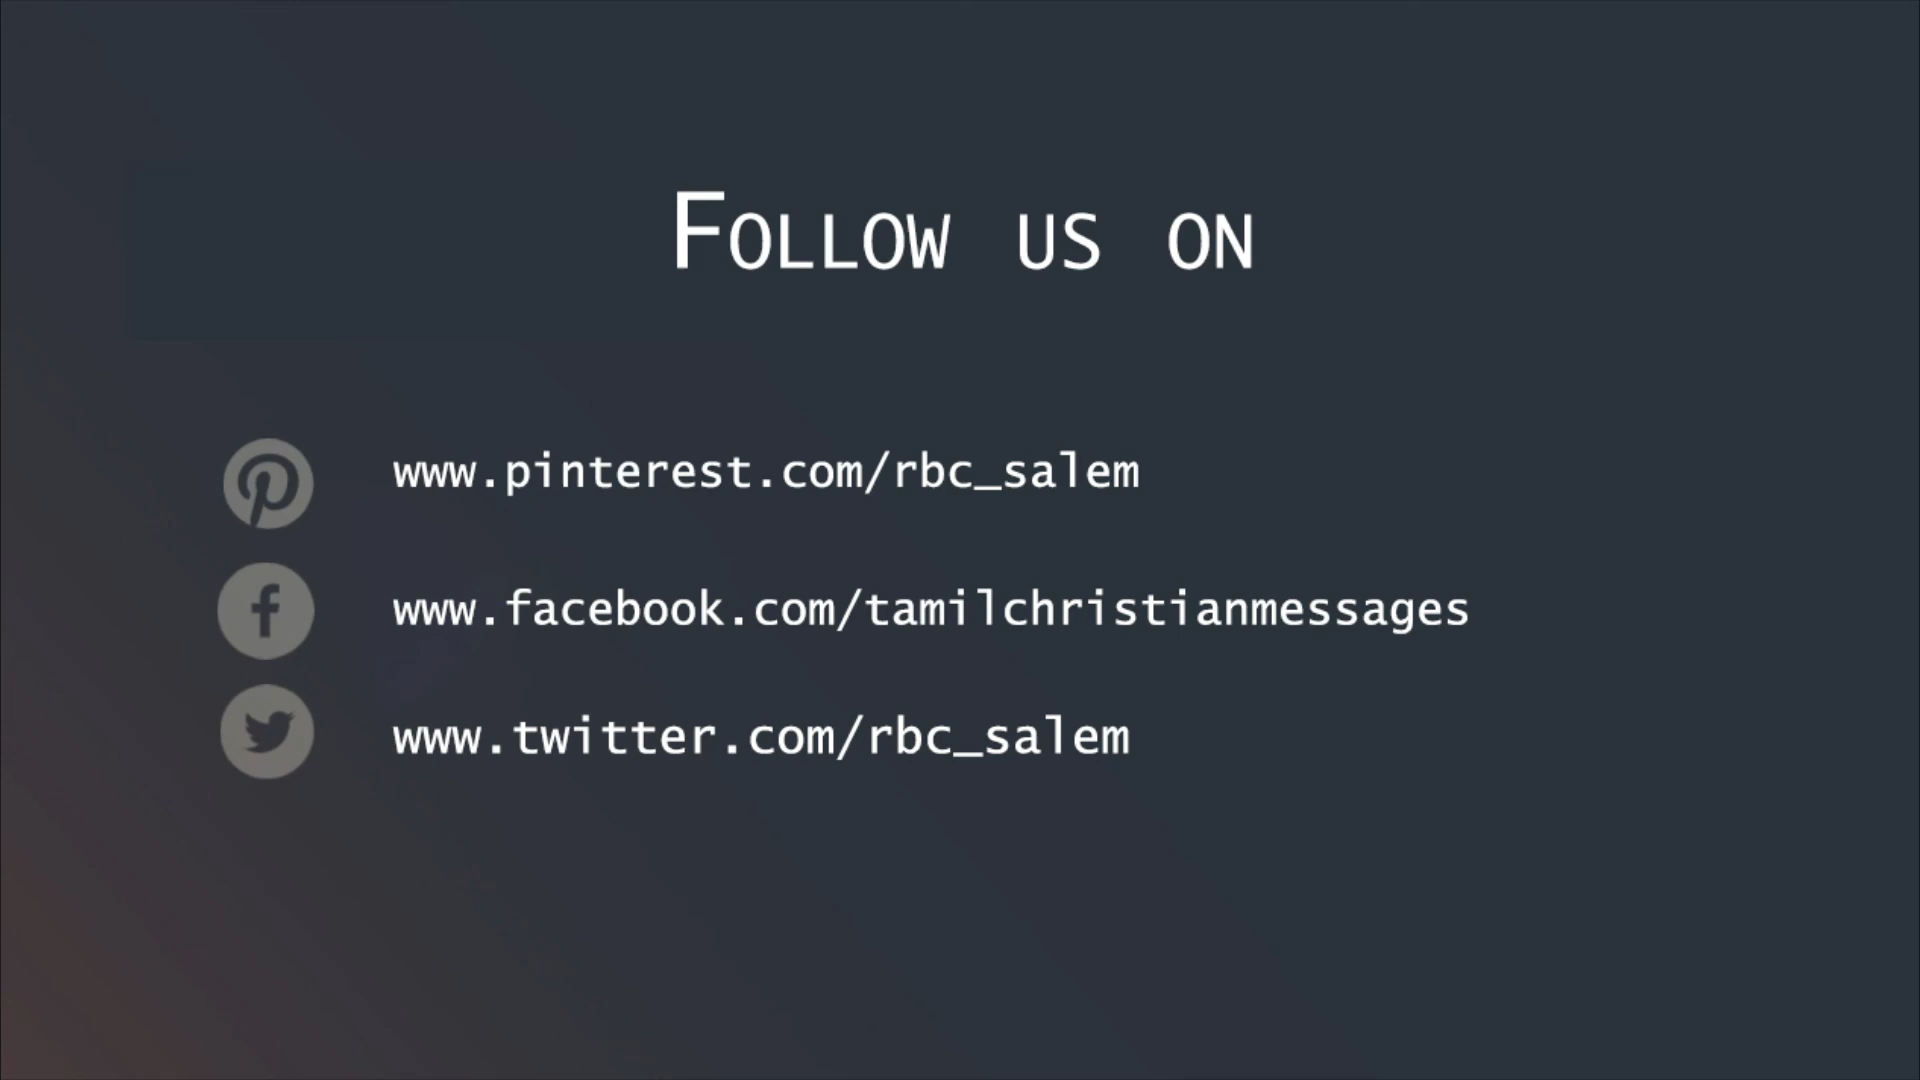 Follow us on
www.pinterest.com/rbc_salem
www.facebook.com/tamilchristianmessages
www.twitter.com/rbc_salem